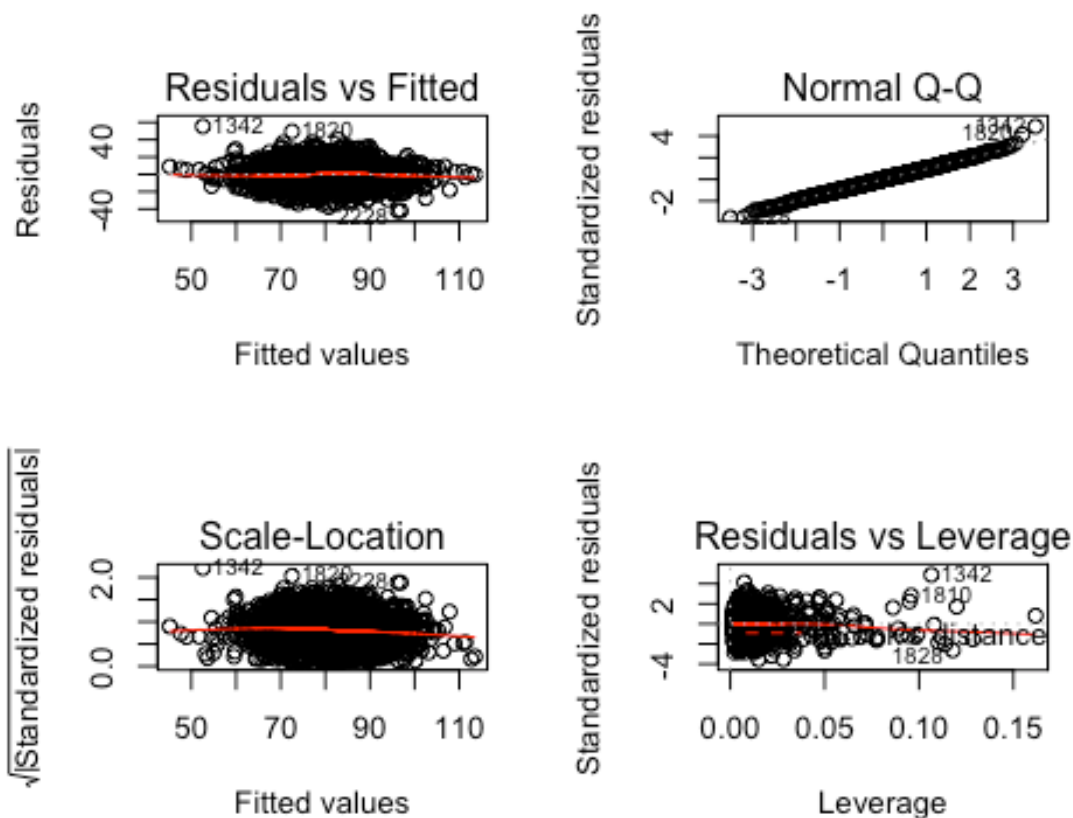 Residuals vs Fitted
Residuals
40
-40
1342
1820
2228
50 70 90 110
Fitted values
Normal Q-Q
Standardized residuals
4
-2
1342
1820
-3 -1 1 2 3
Theoretical Quantiles
Scale-Location
√|Standardized residuals|
2.0
0.0
1342
1820
50 70 90 110
Fitted values
Residuals vs Leverage
Standardized residuals
2
-4
1342
1810
distance
1828
0.00 0.05 0.10 0.15
Leverage